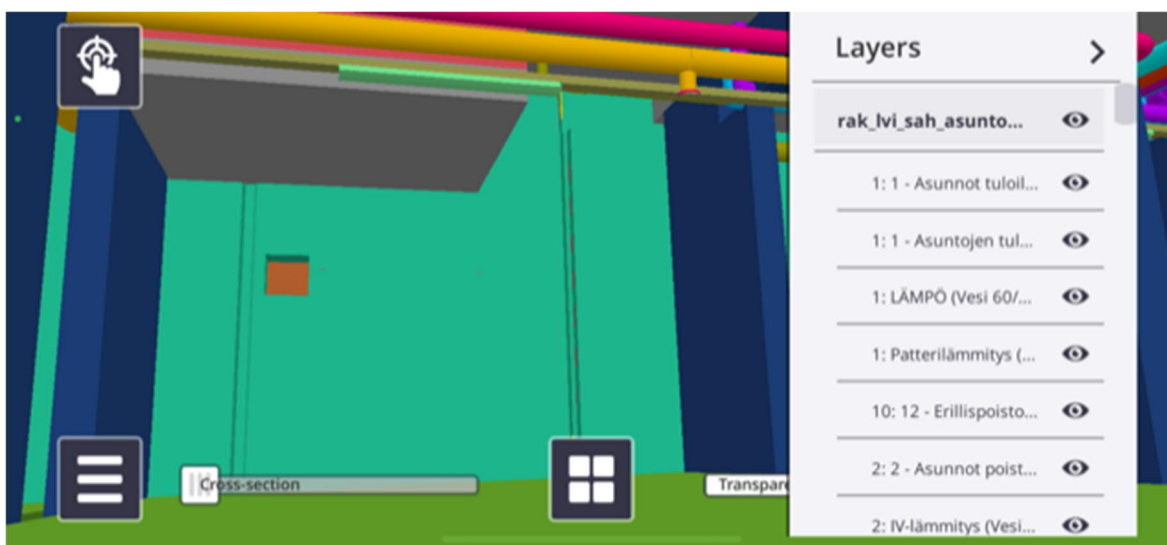 Layers
rak_lvi_sah_asunto...
1: 1 - Asunnot tuloil...
1: 1 - Asuntojen tul...
1: LÄMPÖ (Vesi 60/...
1: Patterilämmitys (...
10: 12 - Erillispoisto...
2: 2 - Asunnot poist...
2: IV-lämmitys (Vesi...
Cross-section
Transpare